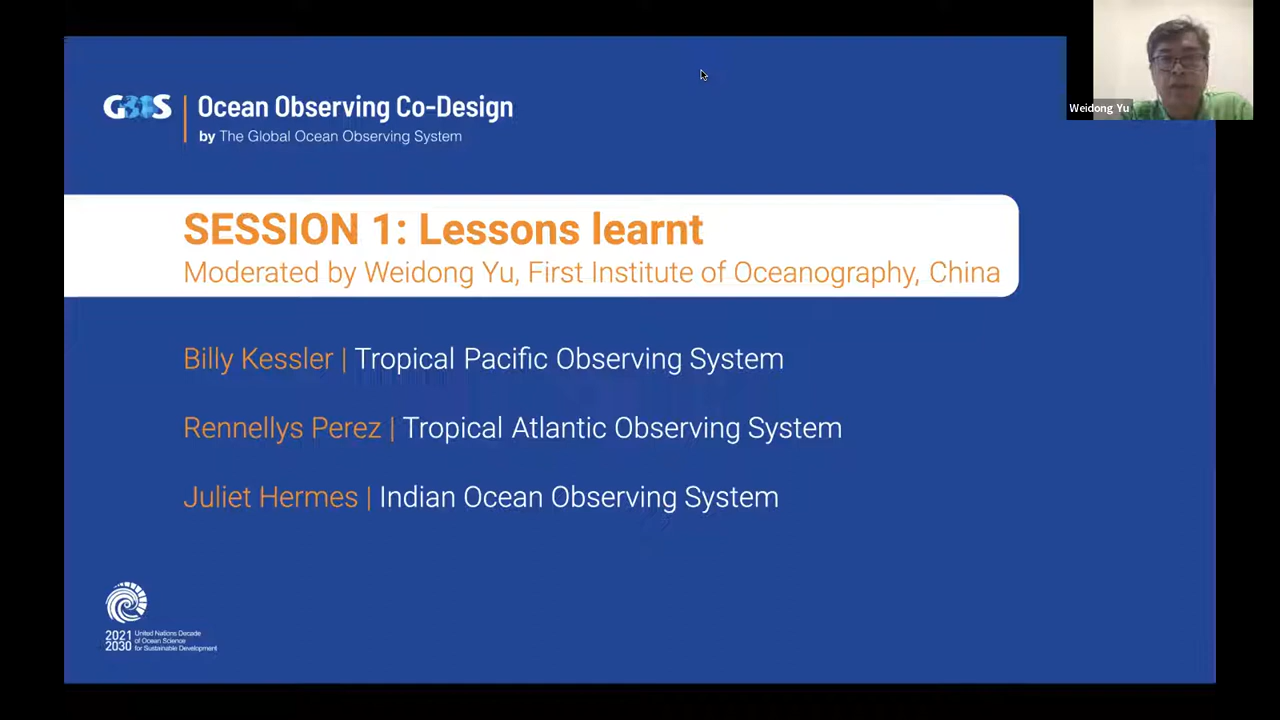 GOOS
Ocean Observing Co-Design
by The Global Ocean Observing System
Weidong Yu
SESSION 1: Lessons learnt
Moderated by Weidong Yu, First Institute of Oceanography, China
Billy Kessler | Tropical Pacific Observing System
Rennellys Perez | Tropical Atlantic Observing System
Juliet Hermes | Indian Ocean Observing System
2021
2030
United Nations Decade
of Ocean Science
for Sustainable Development